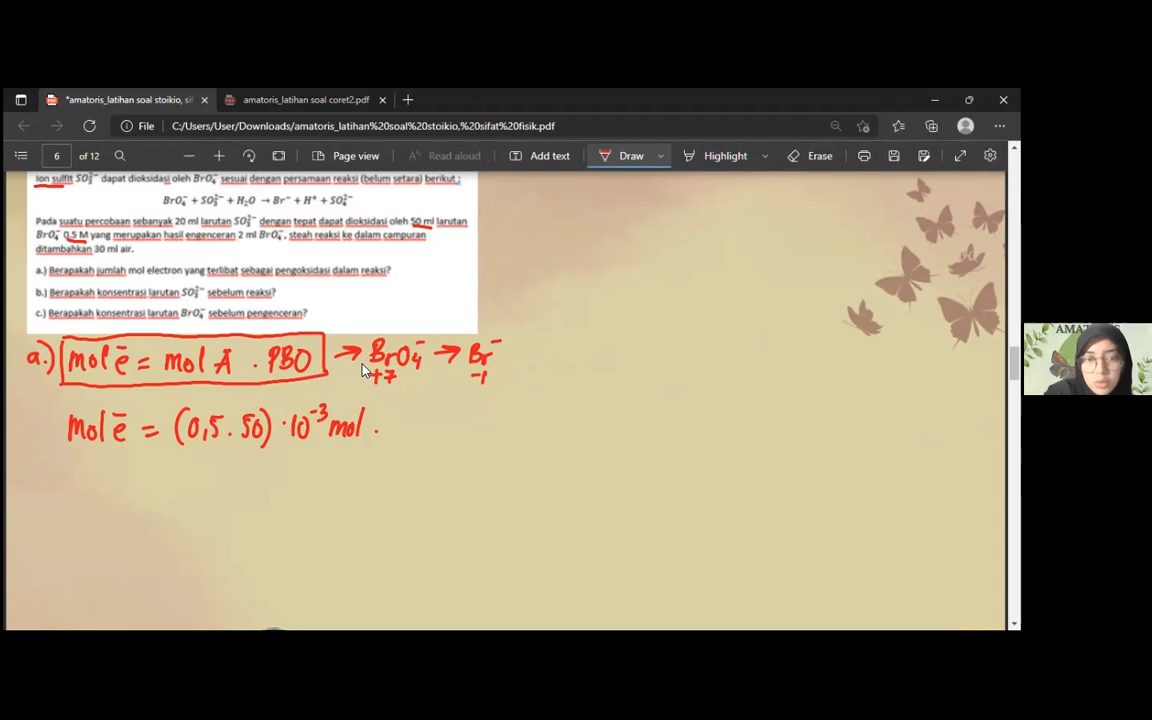 *amatoris_latihan soal stoikio, sif
amatoris_latihan soal coret2.pdf
File C:/Users/User/Downloads/amatoris_latihan%20soal%20stoikio,%20sifat%20fisik.pdf
6 of 12 Page view Read aloud Add text Draw Highlight Erase
Ion sulfit SO₃²⁻ dapat dioksidasi oleh BrO₄⁻ sesuai dengan persamaan reaksi (belum setara) berikut :
BrO₄⁻ + SO₃²⁻ + H₂O → Br⁻ + H⁺ + SO₄²⁻
Pada suatu percobaan sebanyak 20 ml larutan SO₃²⁻ dengan tepat dapat dioksidasi oleh 50 ml larutan
BrO₄⁻ 0,5 M yang merupakan hasil engenceran 2 ml BrO₄⁻, steah reaksi ke dalam campuran
ditambahkan 30 ml air.
a.) Berapakah jumlah mol electron yang terlibat sebagai pengoksidasi dalam reaksi?
b.) Berapakah konsentrasi larutan SO₃²⁻ sebelum reaksi?
c.) Berapakah konsentrasi larutan BrO₄⁻ sebelum pengenceran?
a.) mol ē = mol A . PBO → BrO₄⁻ → Br⁻
+7 -1
Mol ē = (0,5 . 50) · 10⁻³ mol .